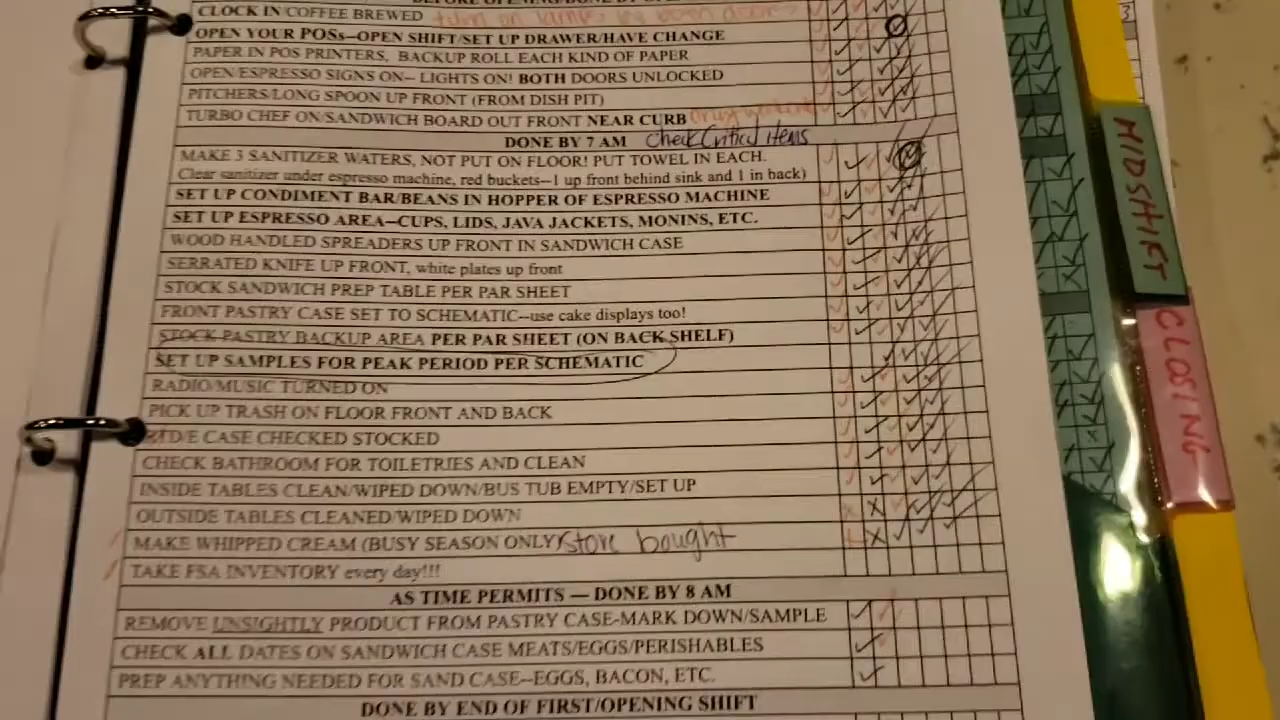 CLOCK IN/COFFEE BREWED turn on lamps by both doors
OPEN YOUR POSs--OPEN SHIFT/SET UP DRAWER/HAVE CHANGE
PAPER IN POS PRINTERS, BACKUP ROLL EACH KIND OF PAPER
OPEN/ESPRESSO SIGNS ON-- LIGHTS ON! BOTH DOORS UNLOCKED
PITCHERS/LONG SPOON UP FRONT (FROM DISH PIT)
TURBO CHEF ON/SANDWICH BOARD OUT FRONT NEAR CURB
DONE BY 7 AM Check Critical items
MAKE 3 SANITIZER WATERS, NOT PUT ON FLOOR! PUT TOWEL IN EACH.
Clear sanitizer under espresso machine, red buckets--1 up front behind sink and 1 in back)
SET UP CONDIMENT BAR/BEANS IN HOPPER OF ESPRESSO MACHINE
SET UP ESPRESSO AREA--CUPS, LIDS, JAVA JACKETS, MONINS, ETC.
WOOD HANDLED SPREADERS UP FRONT IN SANDWICH CASE
SERRATED KNIFE UP FRONT, white plates up front
STOCK SANDWICH PREP TABLE PER PAR SHEET
FRONT PASTRY CASE SET TO SCHEMATIC--use cake displays too!
STOCK PASTRY BACKUP AREA PER PAR SHEET (ON BACK SHELF)
SET UP SAMPLES FOR PEAK PERIOD PER SCHEMATIC
RADIO/MUSIC TURNED ON
PICK UP TRASH ON FLOOR FRONT AND BACK
CASE CHECKED STOCKED
CHECK BATHROOM FOR TOILETRIES AND CLEAN
INSIDE TABLES CLEAN/WIPED DOWN/BUS TUB EMPTY/SET UP
OUTSIDE TABLES CLEANED/WIPED DOWN
MAKE WHIPPED CREAM (BUSY SEASON ONLY) store bought
TAKE FSA INVENTORY every day!!!
AS TIME PERMITS — DONE BY 8 AM
REMOVE UNSIGHTLY PRODUCT FROM PASTRY CASE-MARK DOWN/SAMPLE
CHECK ALL DATES ON SANDWICH CASE MEATS/EGGS/PERISHABLES
PREP ANYTHING NEEDED FOR SAND CASE--EGGS, BACON, ETC.
DONE BY END OF FIRST/OPENING SHIFT
MIDSHIFT
CLOSING